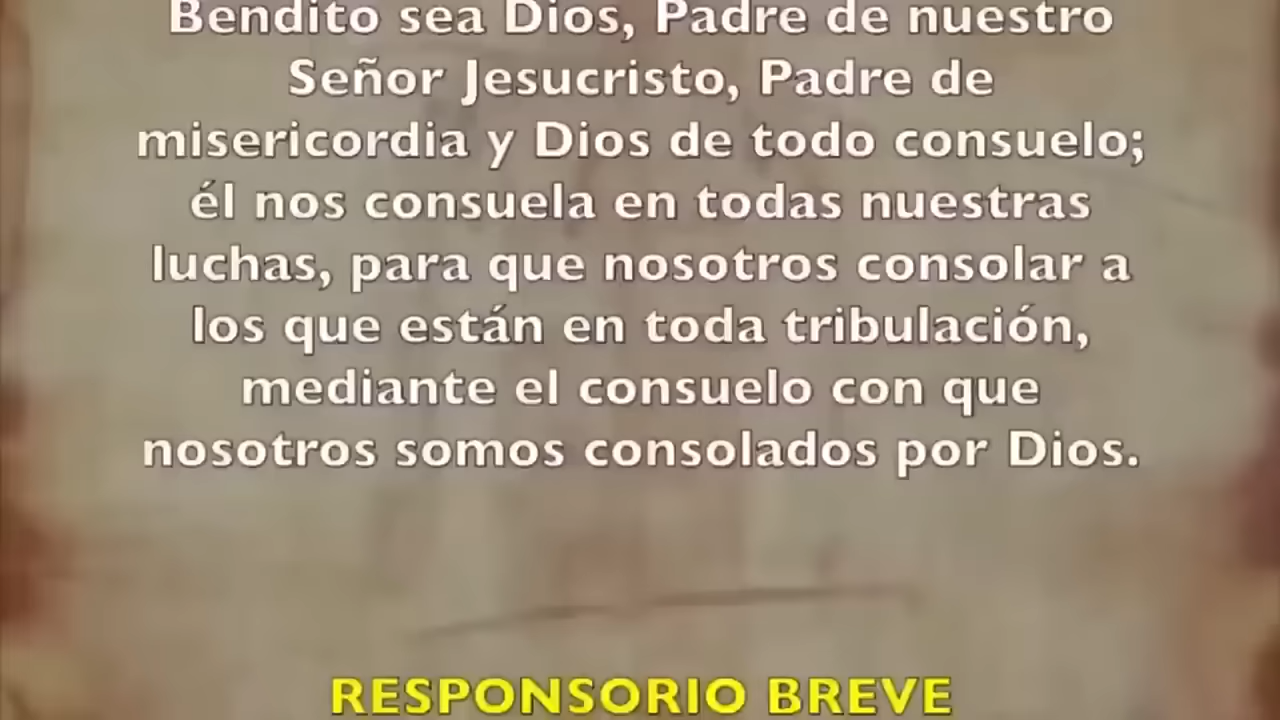 Bendito sea Dios, Padre de nuestro
Señor Jesucristo, Padre de
misericordia y Dios de todo consuelo;
él nos consuela en todas nuestras
luchas, para que nosotros consolar a
los que están en toda tribulación,
mediante el consuelo con que
nosotros somos consolados por Dios.
RESPONSORIO BREVE